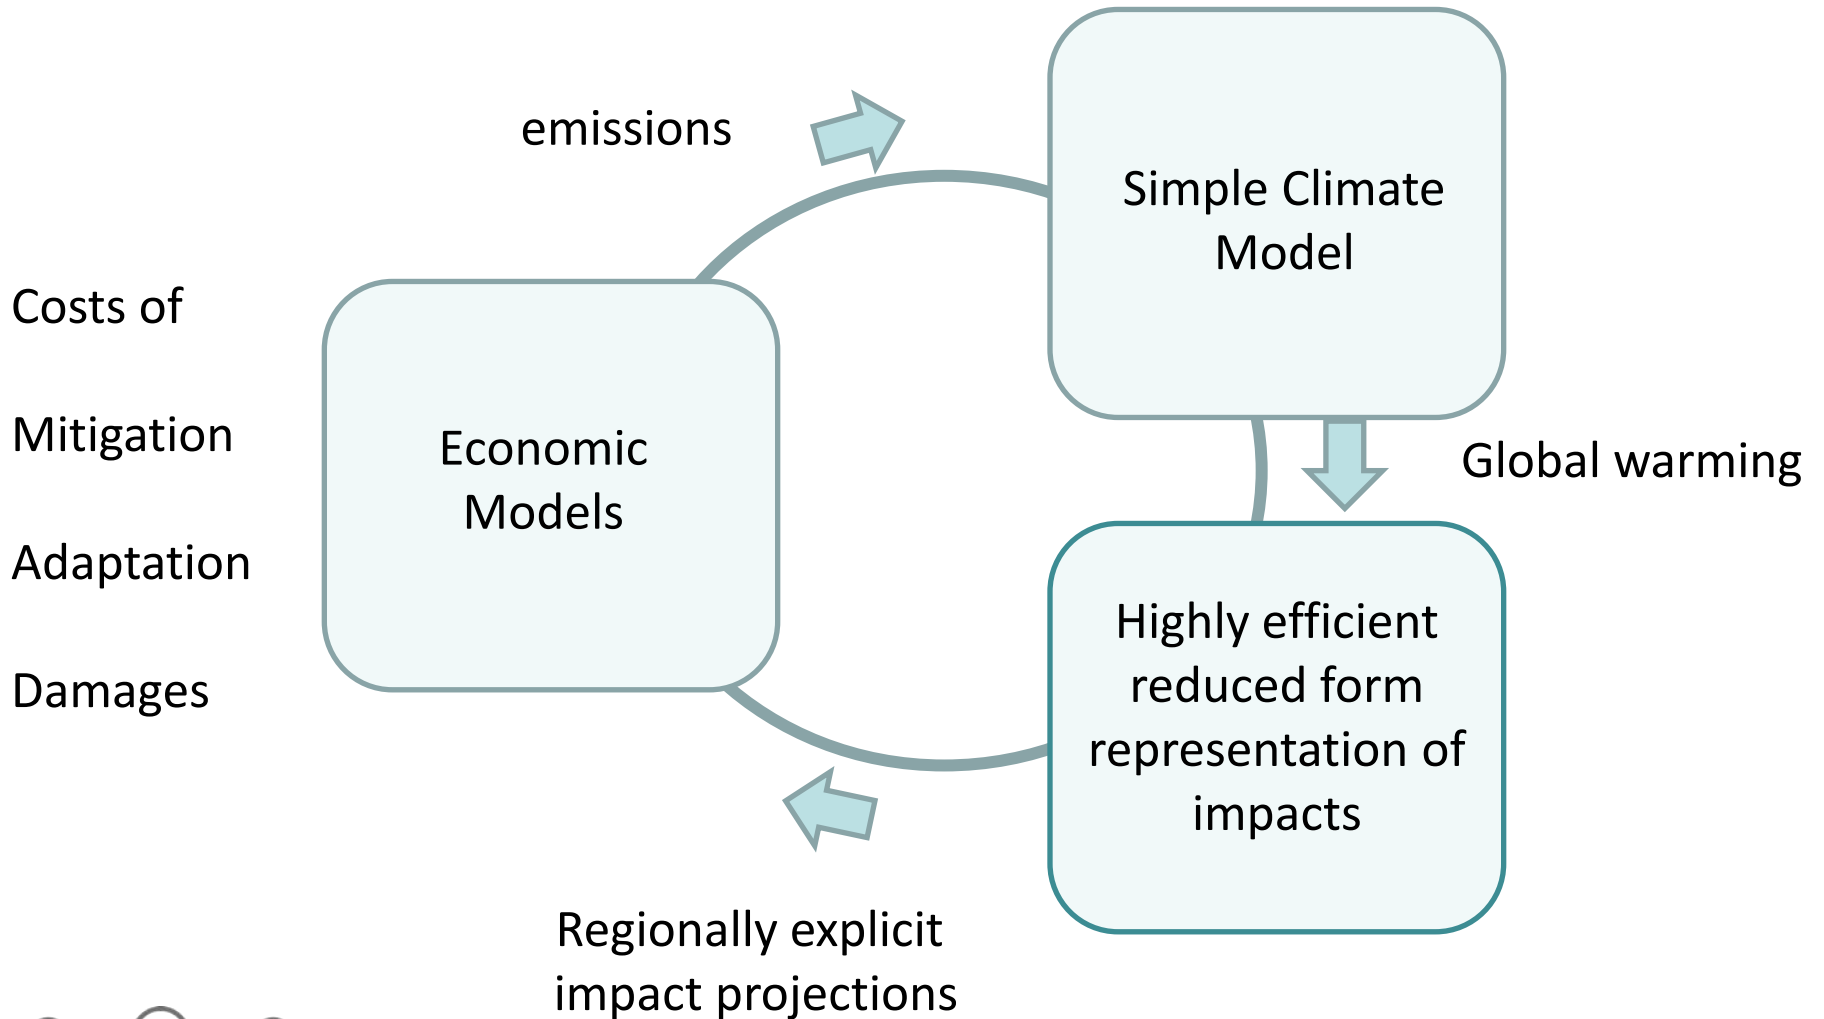 emissions
Simple Climate
Model
Costs of
Mitigation
Adaptation
Damages
Economic
Models
Global warming
Highly efficient
reduced form
representation of
impacts
Regionally explicit
impact projections